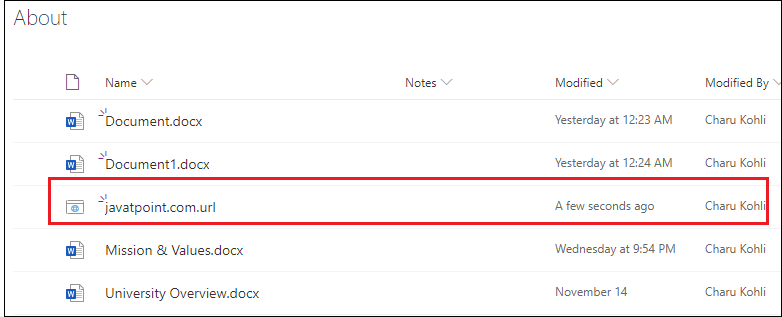 About
Name Notes Modified Modified By
Document.docx Yesterday at 12:23 AM Charu Kohli
Document1.docx Yesterday at 12:24 AM Charu Kohli
javatpoint.com.url A few seconds ago Charu Kohli
Mission & Values.docx Wednesday at 9:54 PM Charu Kohli
University Overview.docx November 14 Charu Kohli